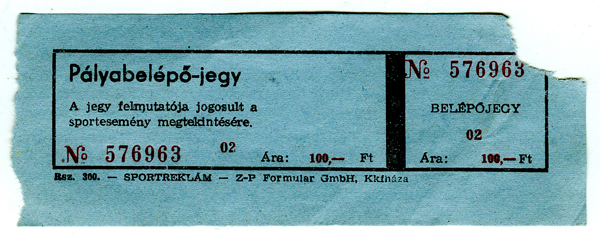 Pályabelépő-jegy
A jegy felmutatója jogosult a
sportesemény megtekintésére.
№ 576963 02 Ára: 100,— Ft
Rsz. 360. — SPORTREKLÁM — Z-P Formular GmbH, Kkfháza
№ 576963
BELÉPŐJEGY
02
Ára: 100,— Ft